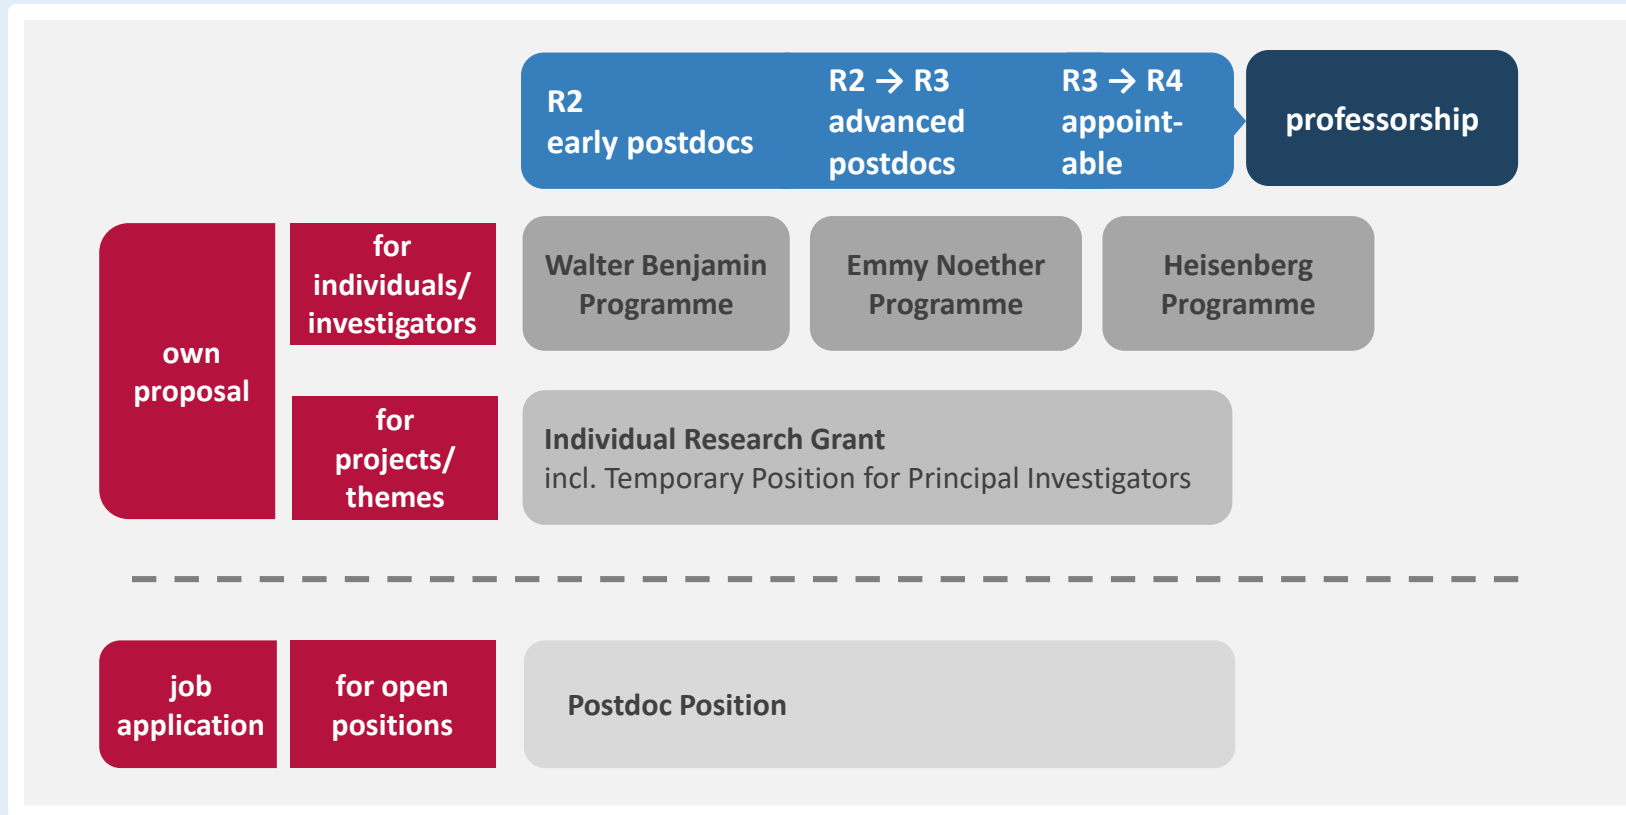 R2
early postdocs
R2 → R3
advanced
postdocs
R3 → R4
appoint-
able
professorship
own
proposal
for
individuals/
investigators
Walter Benjamin
Programme
Emmy Noether
Programme
Heisenberg
Programme
for
projects/
themes
Individual Research Grant
incl. Temporary Position for Principal Investigators
job
application
for open
positions
Postdoc Position